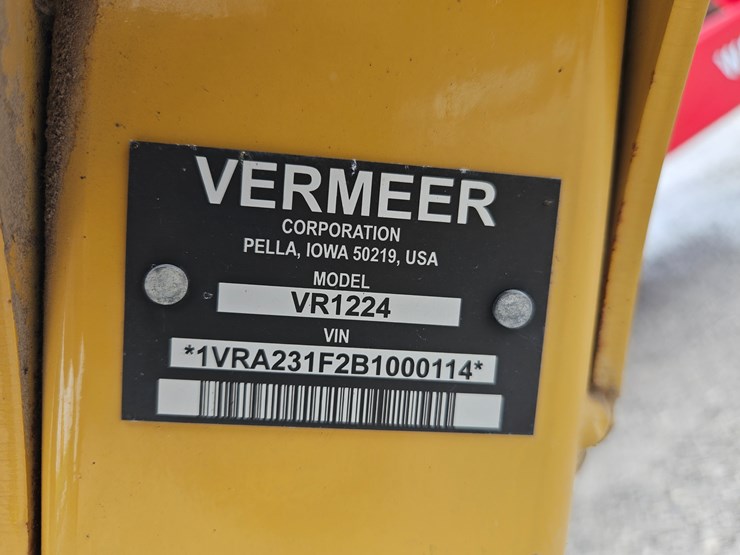 VERMEER
CORPORATION
PELLA, IOWA 50219, USA
MODEL
VR1224
VIN
*1VRA231F2B1000114*